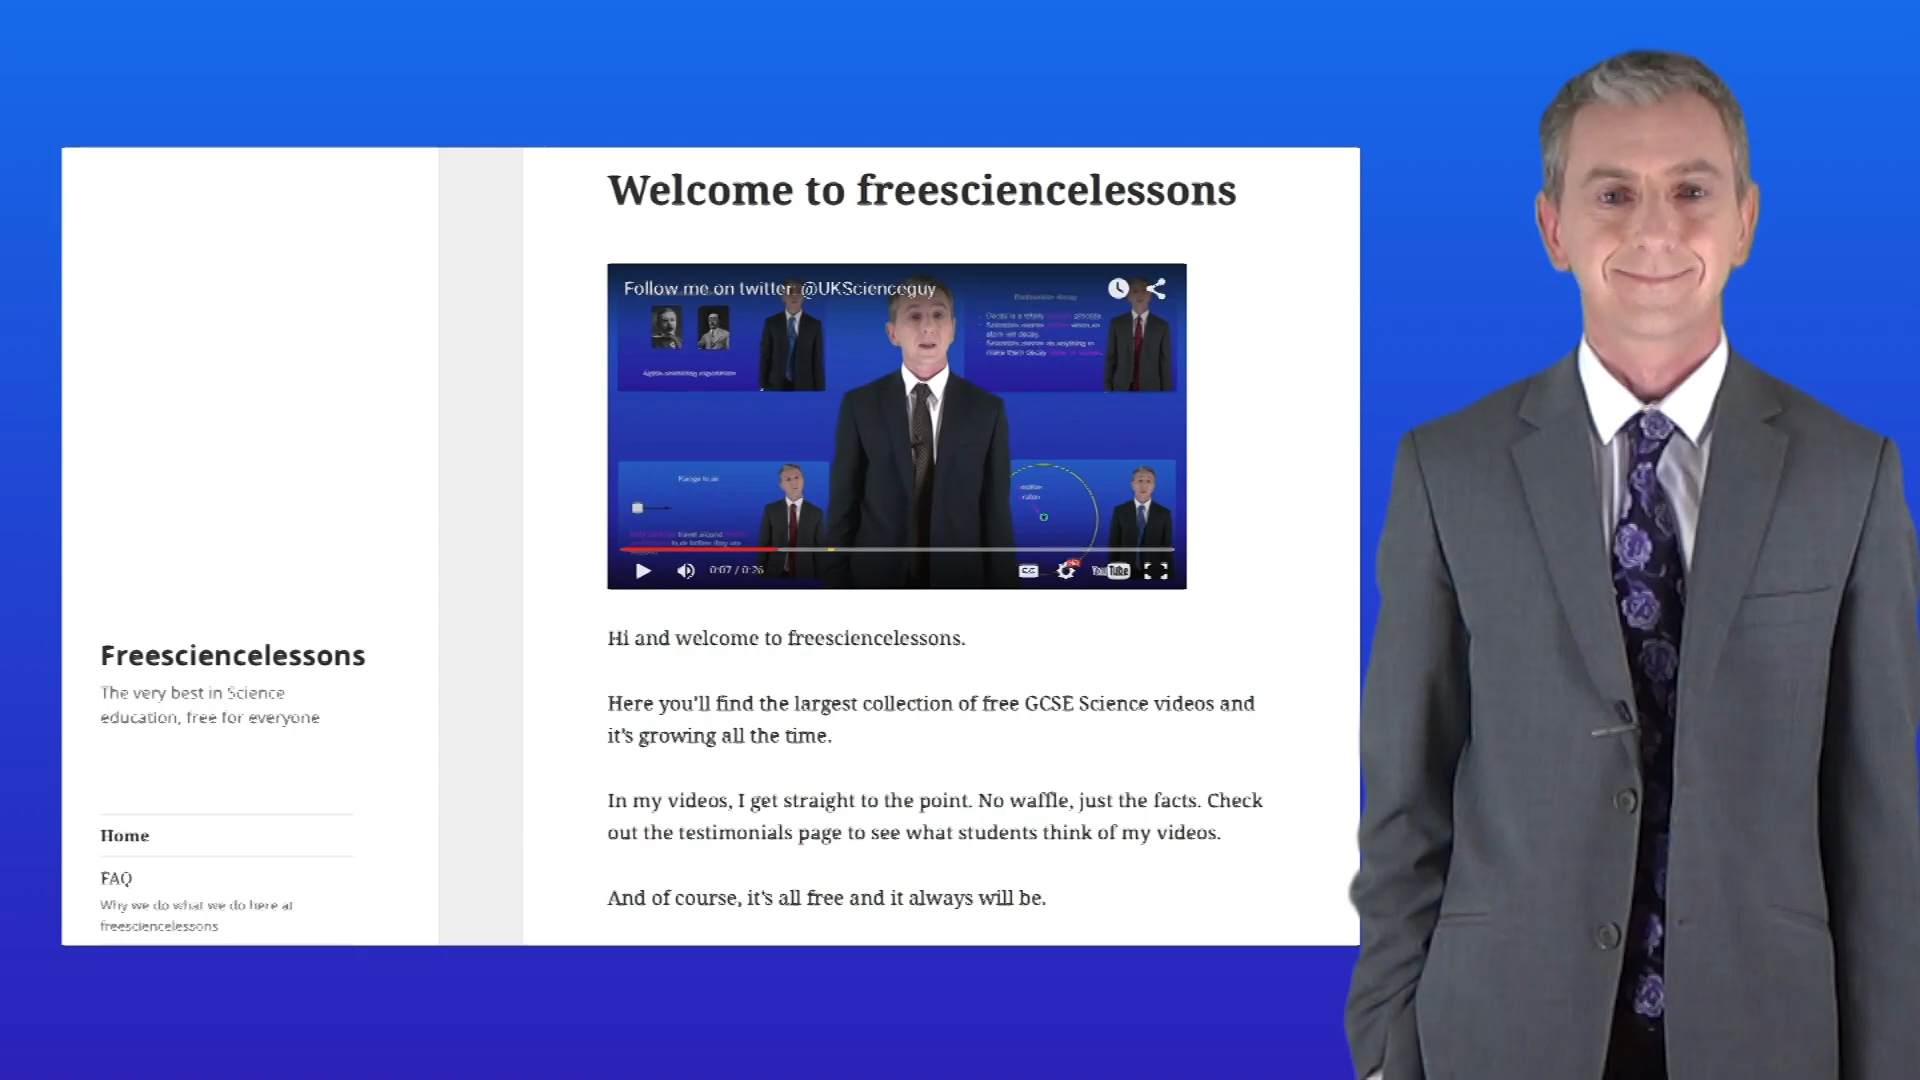 Welcome to freesciencelessons
Follow me on twitter: @UKScienceguy
0:07 / 0:26
YouTube
Freesciencelessons
The very best in Science
education, free for everyone
Home
FAQ
Why we do what we do here at
freesciencelessons
Hi and welcome to freesciencelessons.
Here you'll find the largest collection of free GCSE Science videos and
it's growing all the time.
In my videos, I get straight to the point. No waffle, just the facts. Check
out the testimonials page to see what students think of my videos.
And of course, it's all free and it always will be.